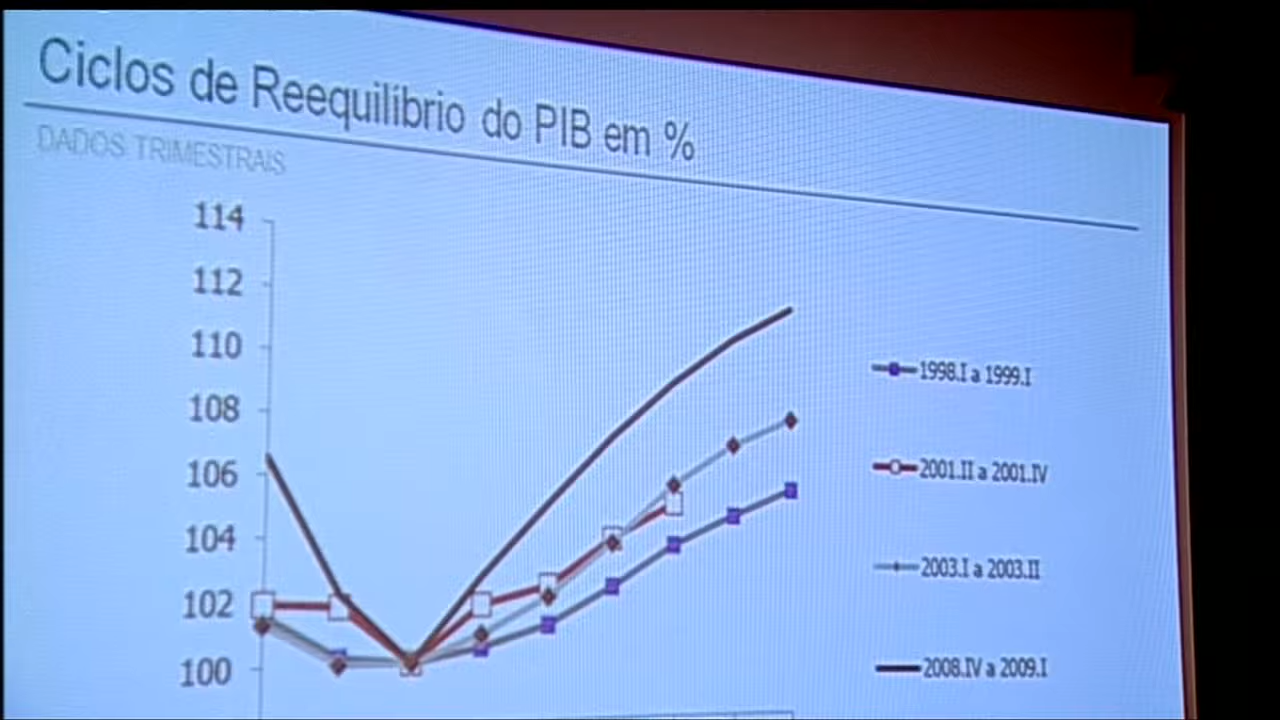 Ciclos de Reequilíbrio do PIB em %
DADOS TRIMESTRAIS
114
112
110
108
106
104
102
100
1998.I a 1999.I
2001.II a 2001.IV
2003.I a 2003.II
2008.IV a 2009.I